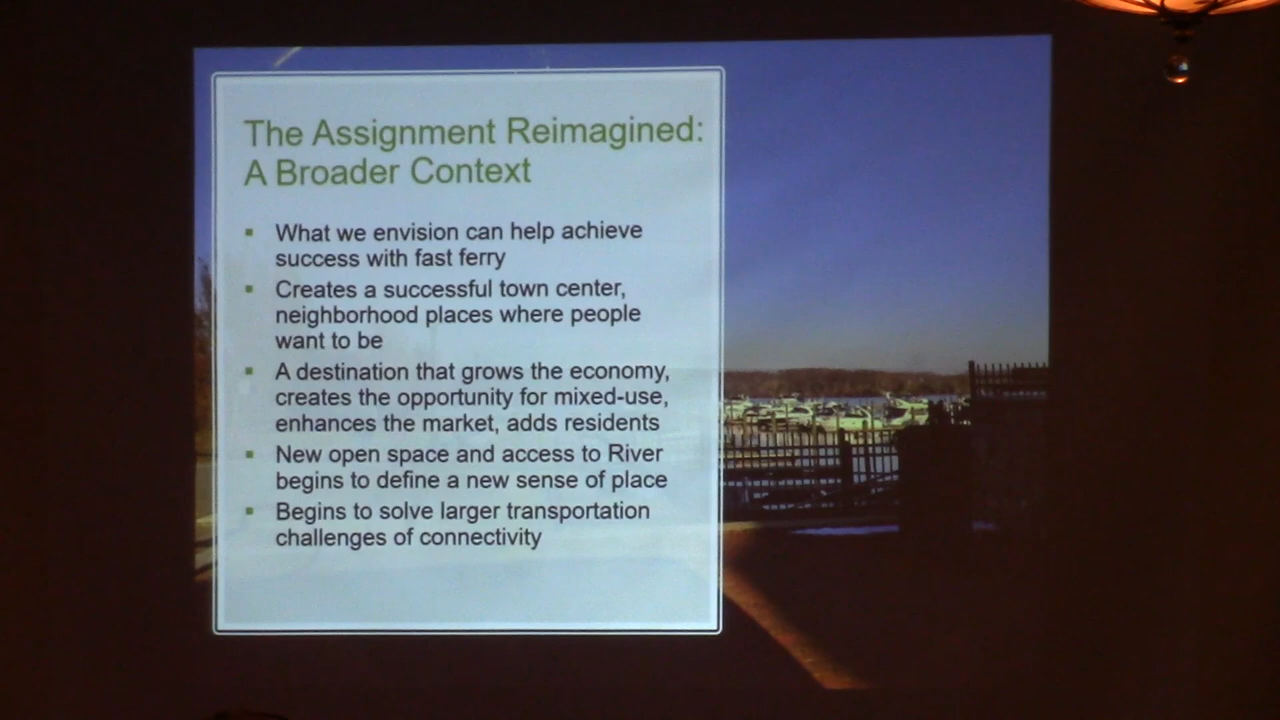 The Assignment Reimagined:
A Broader Context
▪ What we envision can help achieve
success with fast ferry
▪ Creates a successful town center,
neighborhood places where people
want to be
▪ A destination that grows the economy,
creates the opportunity for mixed-use,
enhances the market, adds residents
▪ New open space and access to River
begins to define a new sense of place
▪ Begins to solve larger transportation
challenges of connectivity